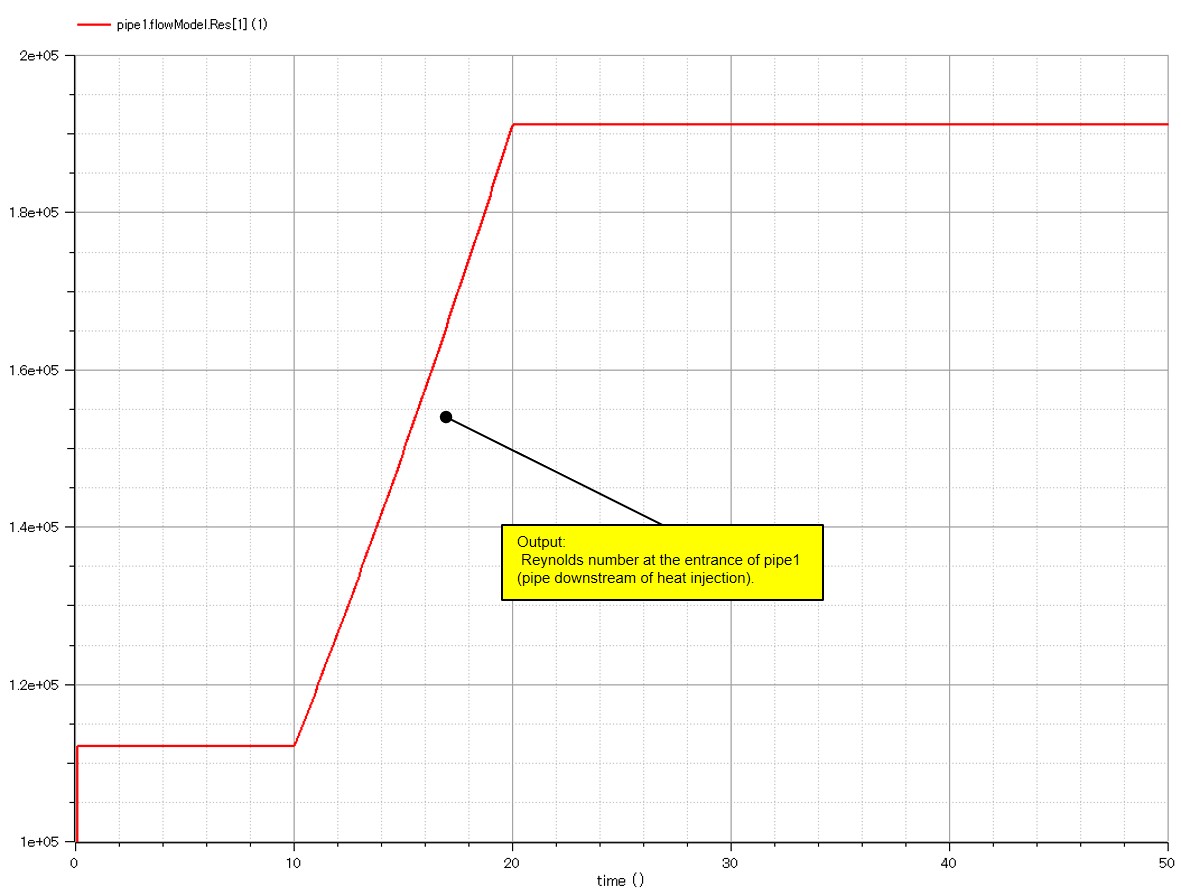 pipe1.flowModel.Res[1] (1)
2e+05
1.8e+05
1.6e+05
1.4e+05
1.2e+05
1e+05
Output:
Reynolds number at the entrance of pipe1
(pipe downstream of heat injection).
0 10 20 30 40 50
time ()